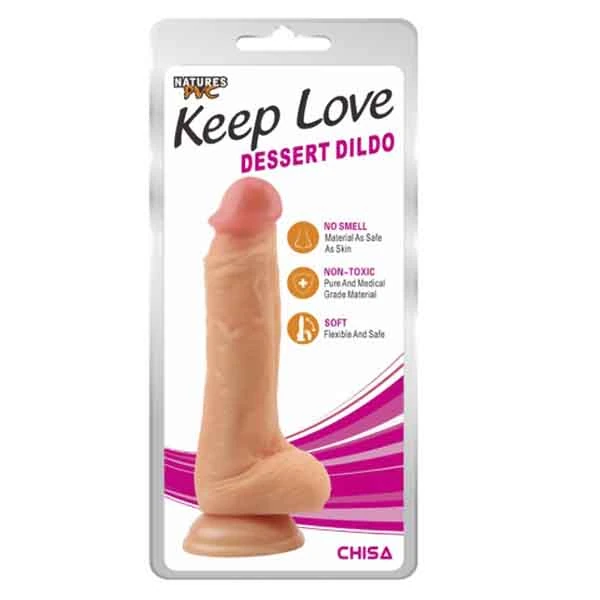 NATURES
PVC
Keep Love
DESSERT DILDO
NO SMELL
Material As Safe
As Skin
NON-TOXIC
Pure And Medical
Grade Material
SOFT
Flexible And Safe
CHISA